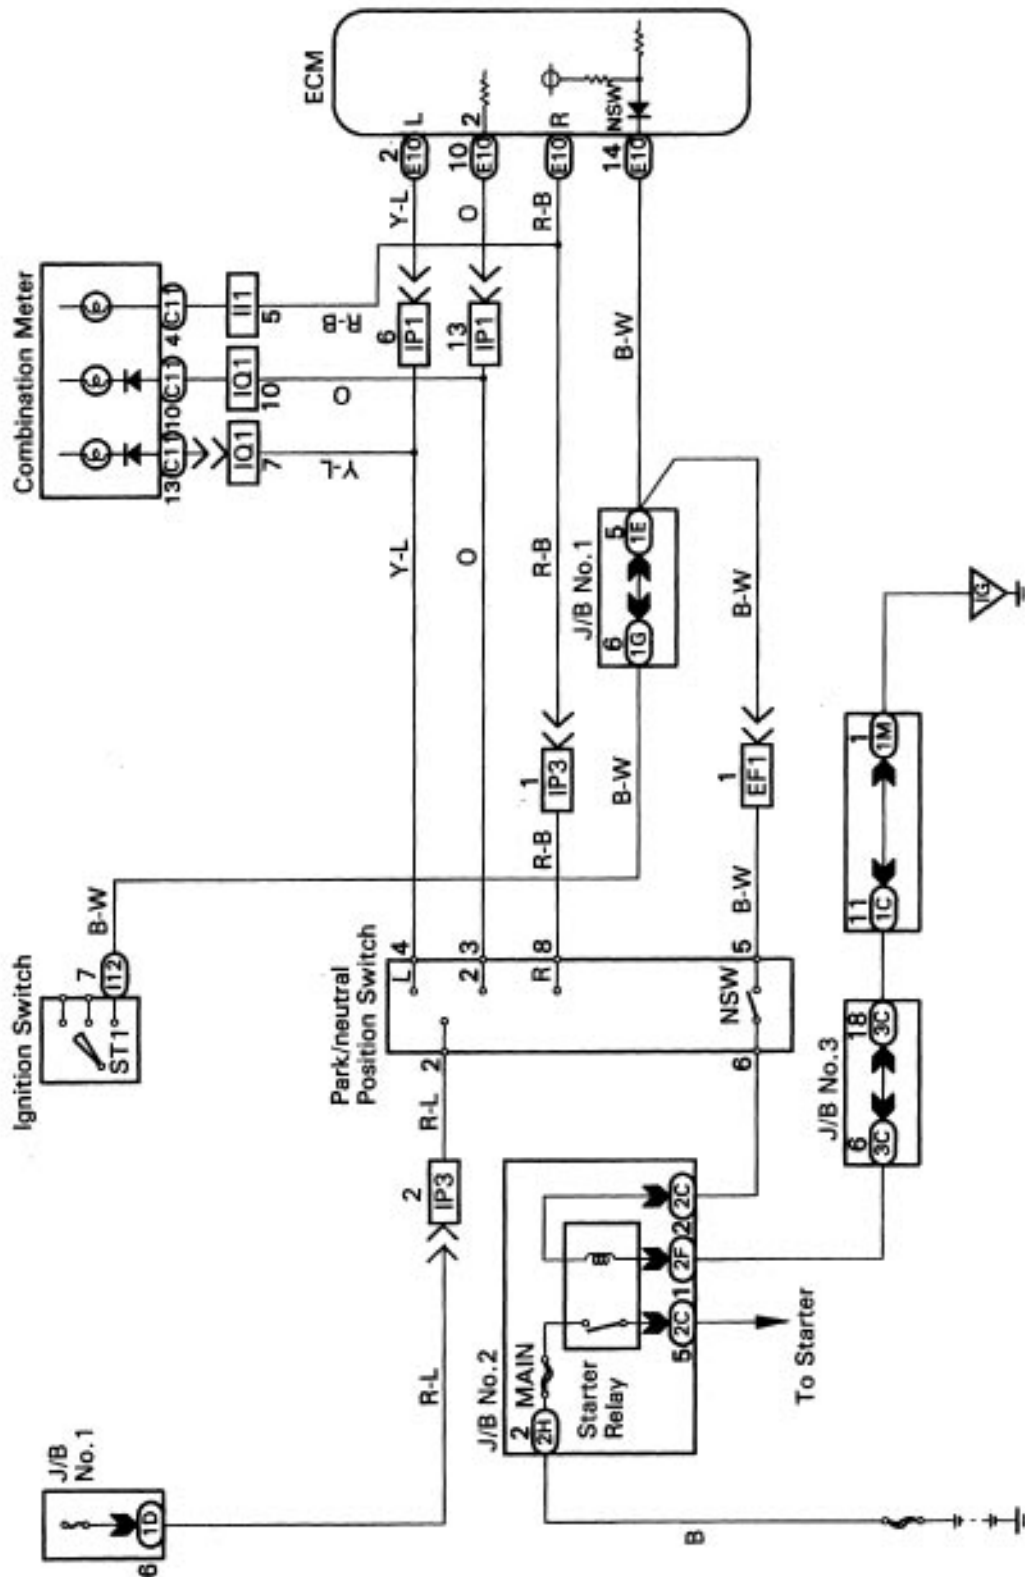 ECM
2 E10 L
10 E10 2
E10 R
14 E10 NSW
Y-L
O
R-B
B-W
Combination Meter
4 C11
10 C11
13 C11
II1 5
IQ1 10
IQ1 7
R-B
O
Y-L
6 IP1
13 IP1
Y-L
O
R-B
J/B No.1
5 1E
6 1G
B-W
B-W
1 IP3
1 EF1
R-B
B-W
Ignition Switch
7 I12
ST1
B-W
Park/neutral
Position Switch
L 4
2 3
R 8
NSW 5
2
6
R-L
2 IP3
R-L
J/B
No.1
6 1D
J/B No.2
2 2H
MAIN
Starter
Relay
5 2C
1 2F
2 2C
To Starter
B
J/B No.3
6 3C
18 3C
11 1C
1 1M
IG